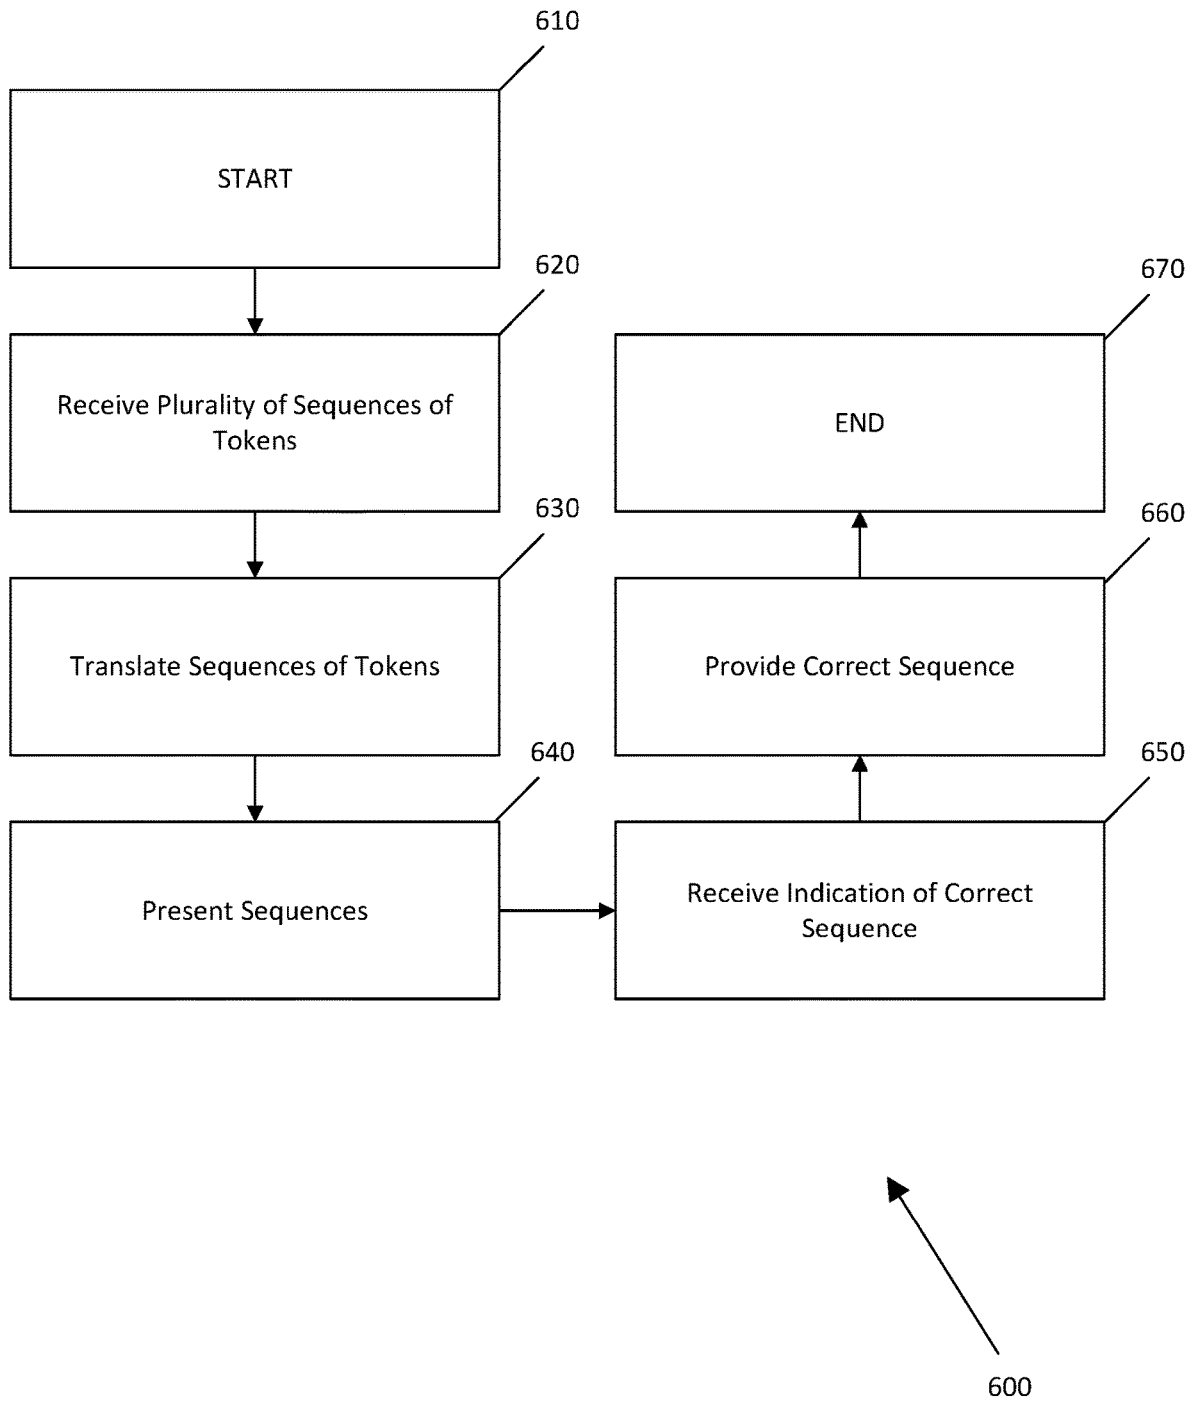 610
START
620
Receive Plurality of Sequences of
Tokens
630
Translate Sequences of Tokens
640
Present Sequences
670
END
660
Provide Correct Sequence
650
Receive Indication of Correct
Sequence
600